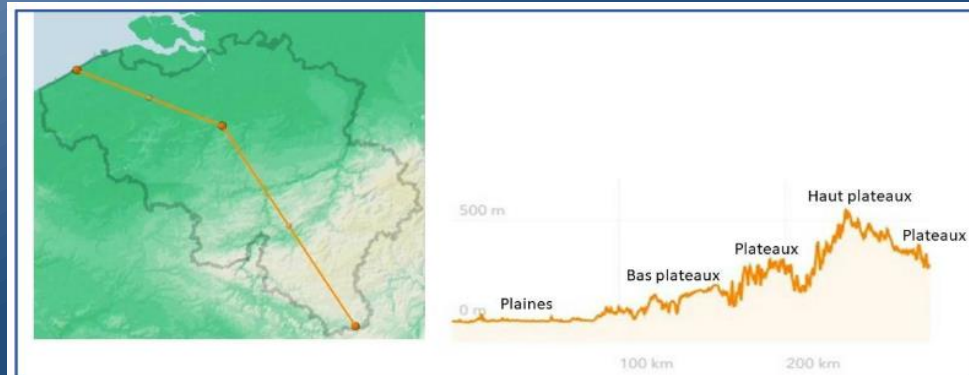 Haut plateaux
500 m
Plateaux
Plateaux
Bas plateaux
0 m
Plaines
100 km
200 km